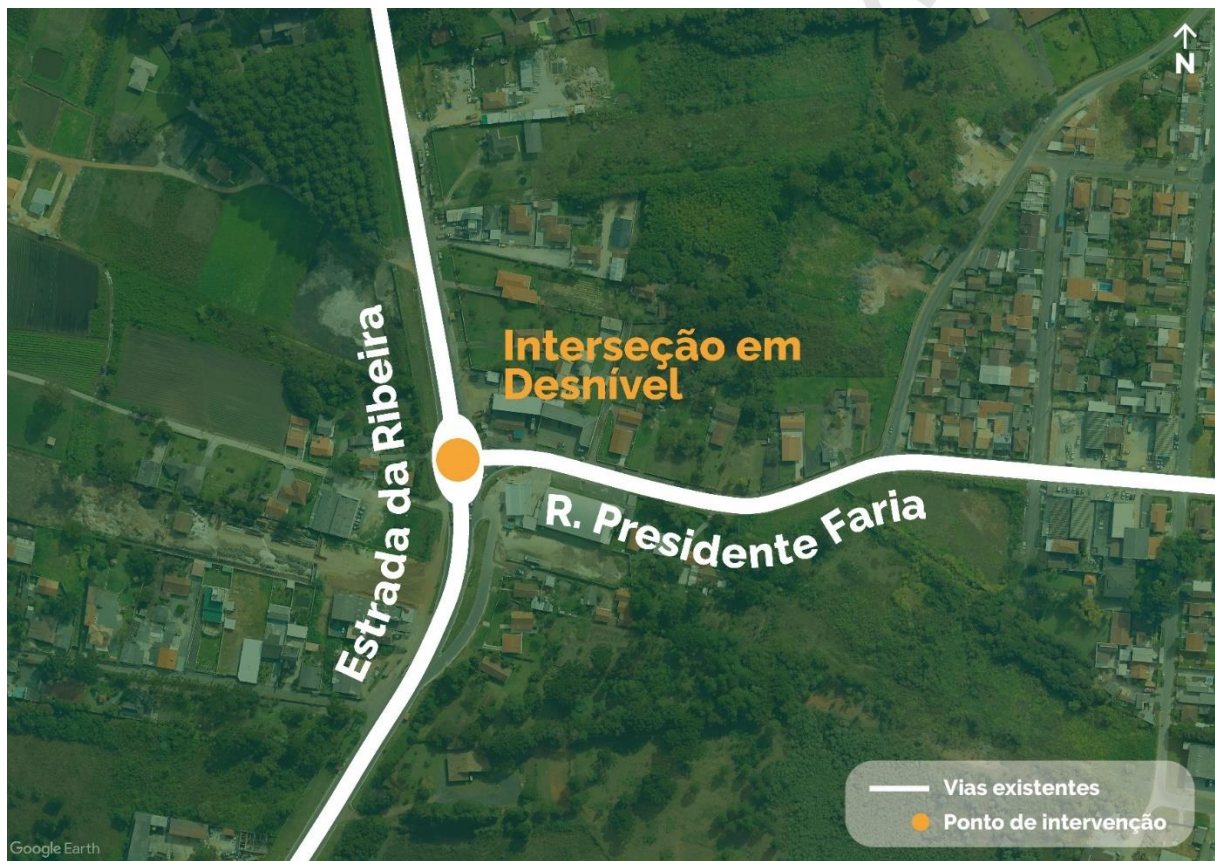 N
Interseção em
Desnível
Estrada da Ribeira
R. Presidente Faria
Vias existentes
Ponto de intervenção
Google Earth